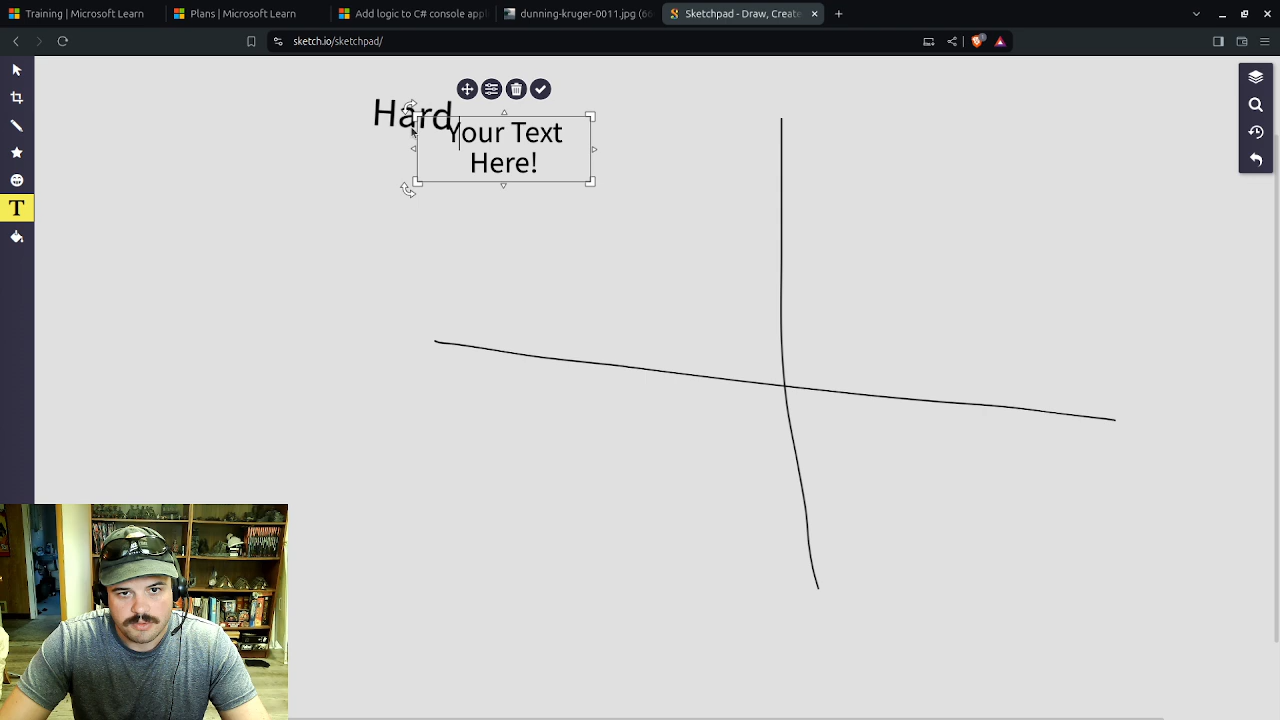 Training | Microsoft Learn
Plans | Microsoft Learn
Add logic to C# console appl
dunning-kruger-0011.jpg (66
Sketchpad - Draw, Create
sketch.io/sketchpad/
Hard
Your Text
Here!
T